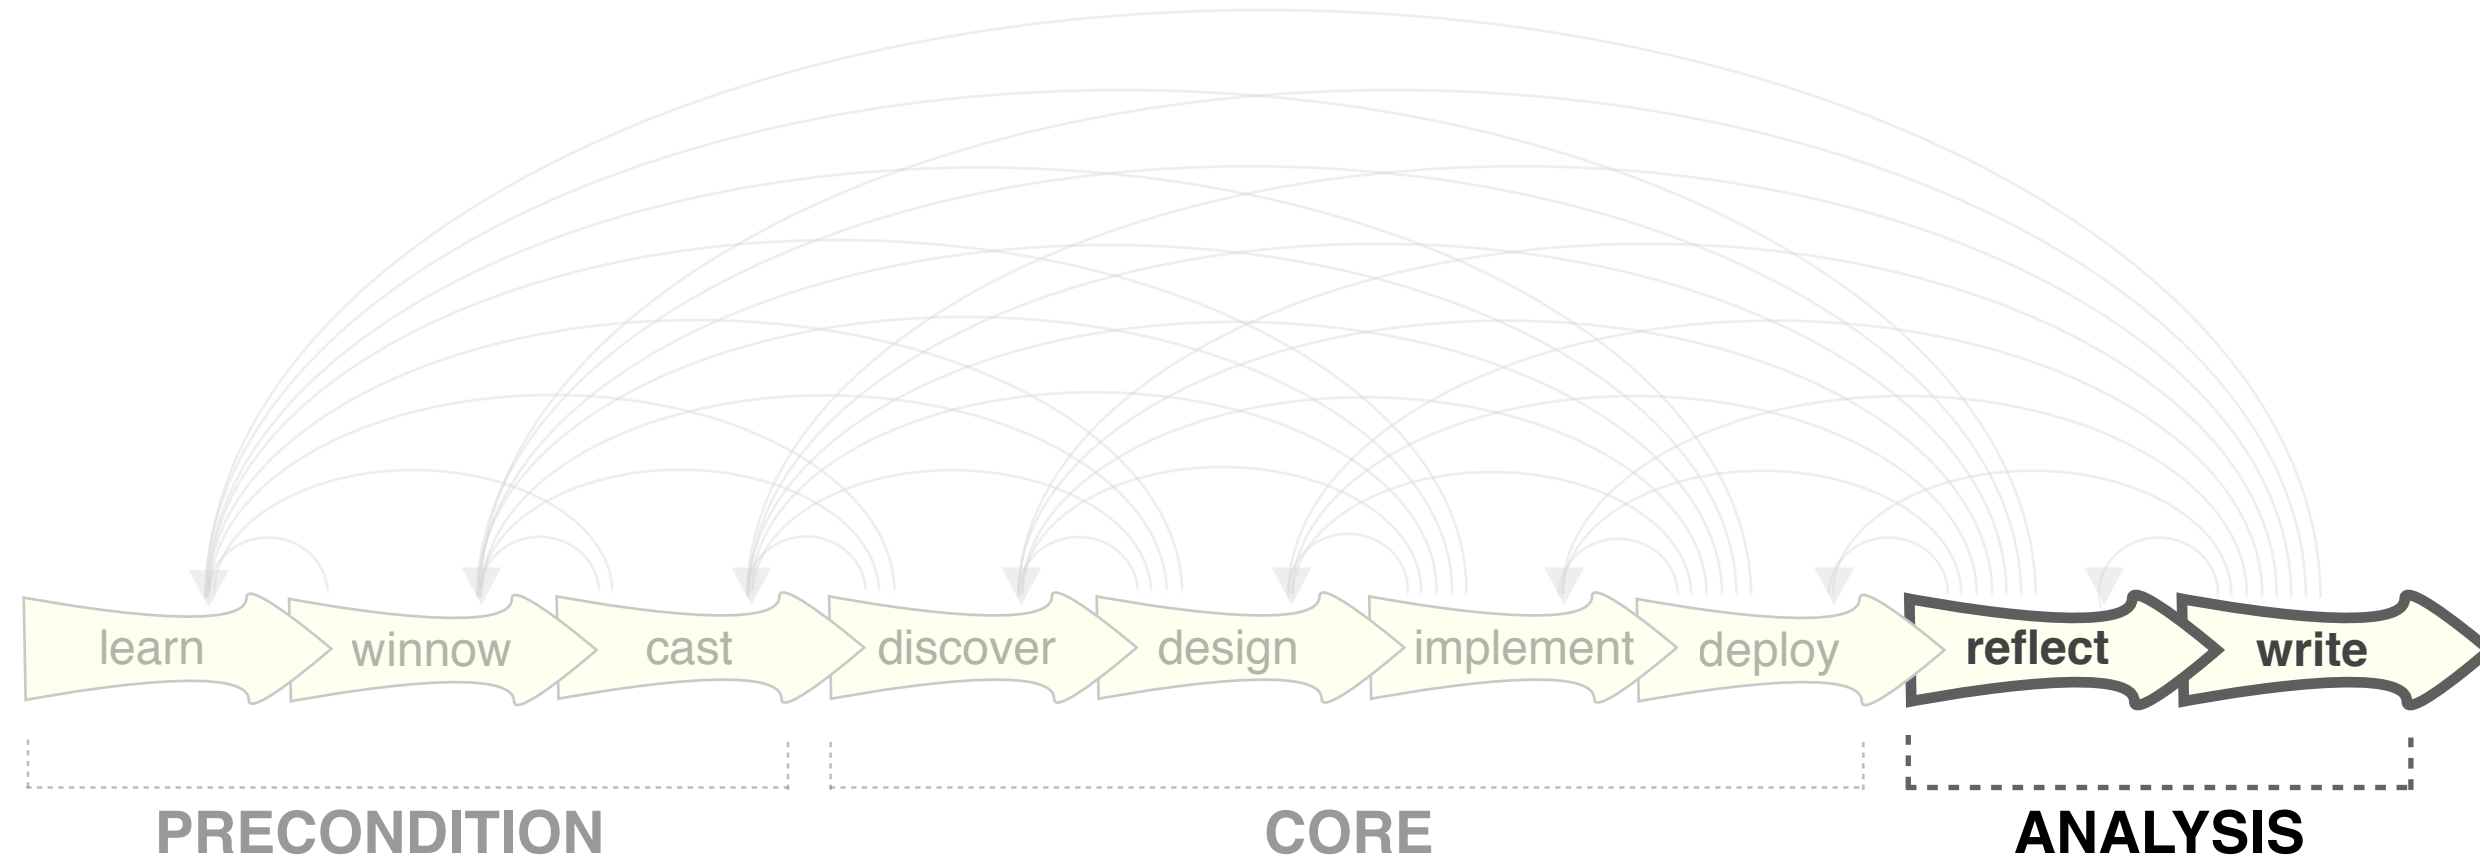 learn winnow cast discover design implement deploy reflect write
PRECONDITION CORE ANALYSIS